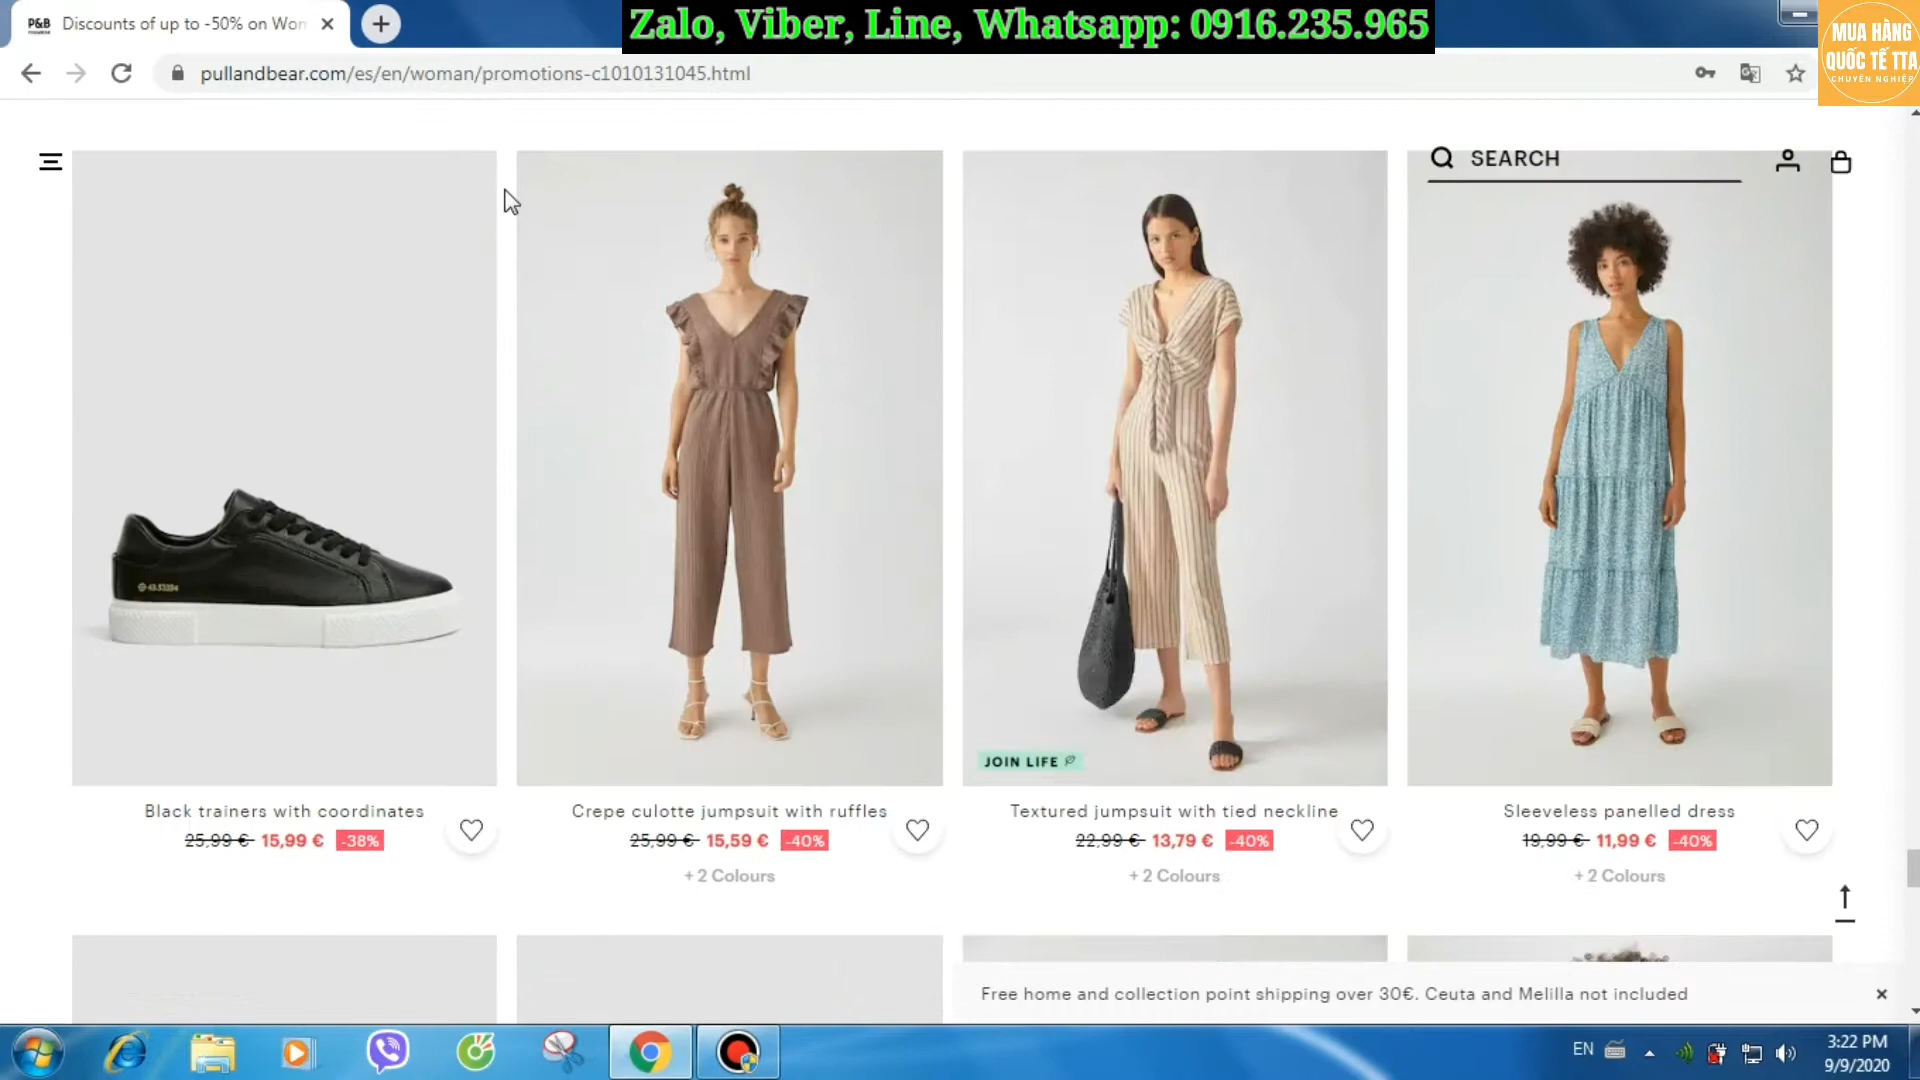 P&B
Discounts of up to -50% on Wom
Zalo, Viber, Line, Whatsapp: 0916.235.965
MUA HÀNG
QUỐC TẾ TTA
CHUYÊN NGHIỆP
pullandbear.com/es/en/woman/promotions-c1010131045.html
SEARCH
JOIN LIFE
Black trainers with coordinates
25,99 € 15,99 € -38%
Crepe culotte jumpsuit with ruffles
25,99 € 15,59 € -40%
+ 2 Colours
Textured jumpsuit with tied neckline
22,99 € 13,79 € -40%
+ 2 Colours
Sleeveless panelled dress
19,99 € 11,99 € -40%
+ 2 Colours
Free home and collection point shipping over 30€. Ceuta and Melilla not included
EN
3:22 PM
9/9/2020